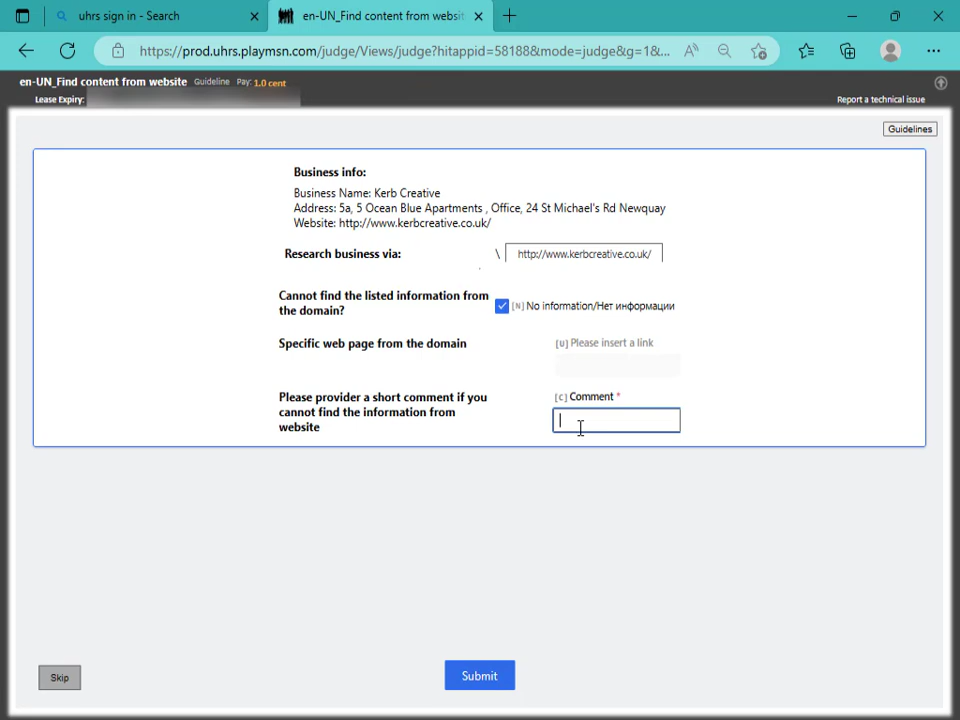 uhrs sign in - Search
en-UN_Find content from websit
https://prod.uhrs.playmsn.com/judge/Views/judge?hitappid=58188&mode=judge&g=1&...
en-UN_Find content from website Guideline Pay: 1.0 cent
Lease Expiry:
Report a technical issue
Guidelines
Business info:
Business Name: Kerb Creative
Address: 5a, 5 Ocean Blue Apartments , Office, 24 St Michael's Rd Newquay
Website: http://www.kerbcreative.co.uk/
Research business via: \ http://www.kerbcreative.co.uk/
Cannot find the listed information from
the domain?
[N] No information/Нет информации
Specific web page from the domain
[U] Please insert a link
Please provider a short comment if you
cannot find the information from
website
[C] Comment *
Skip
Submit